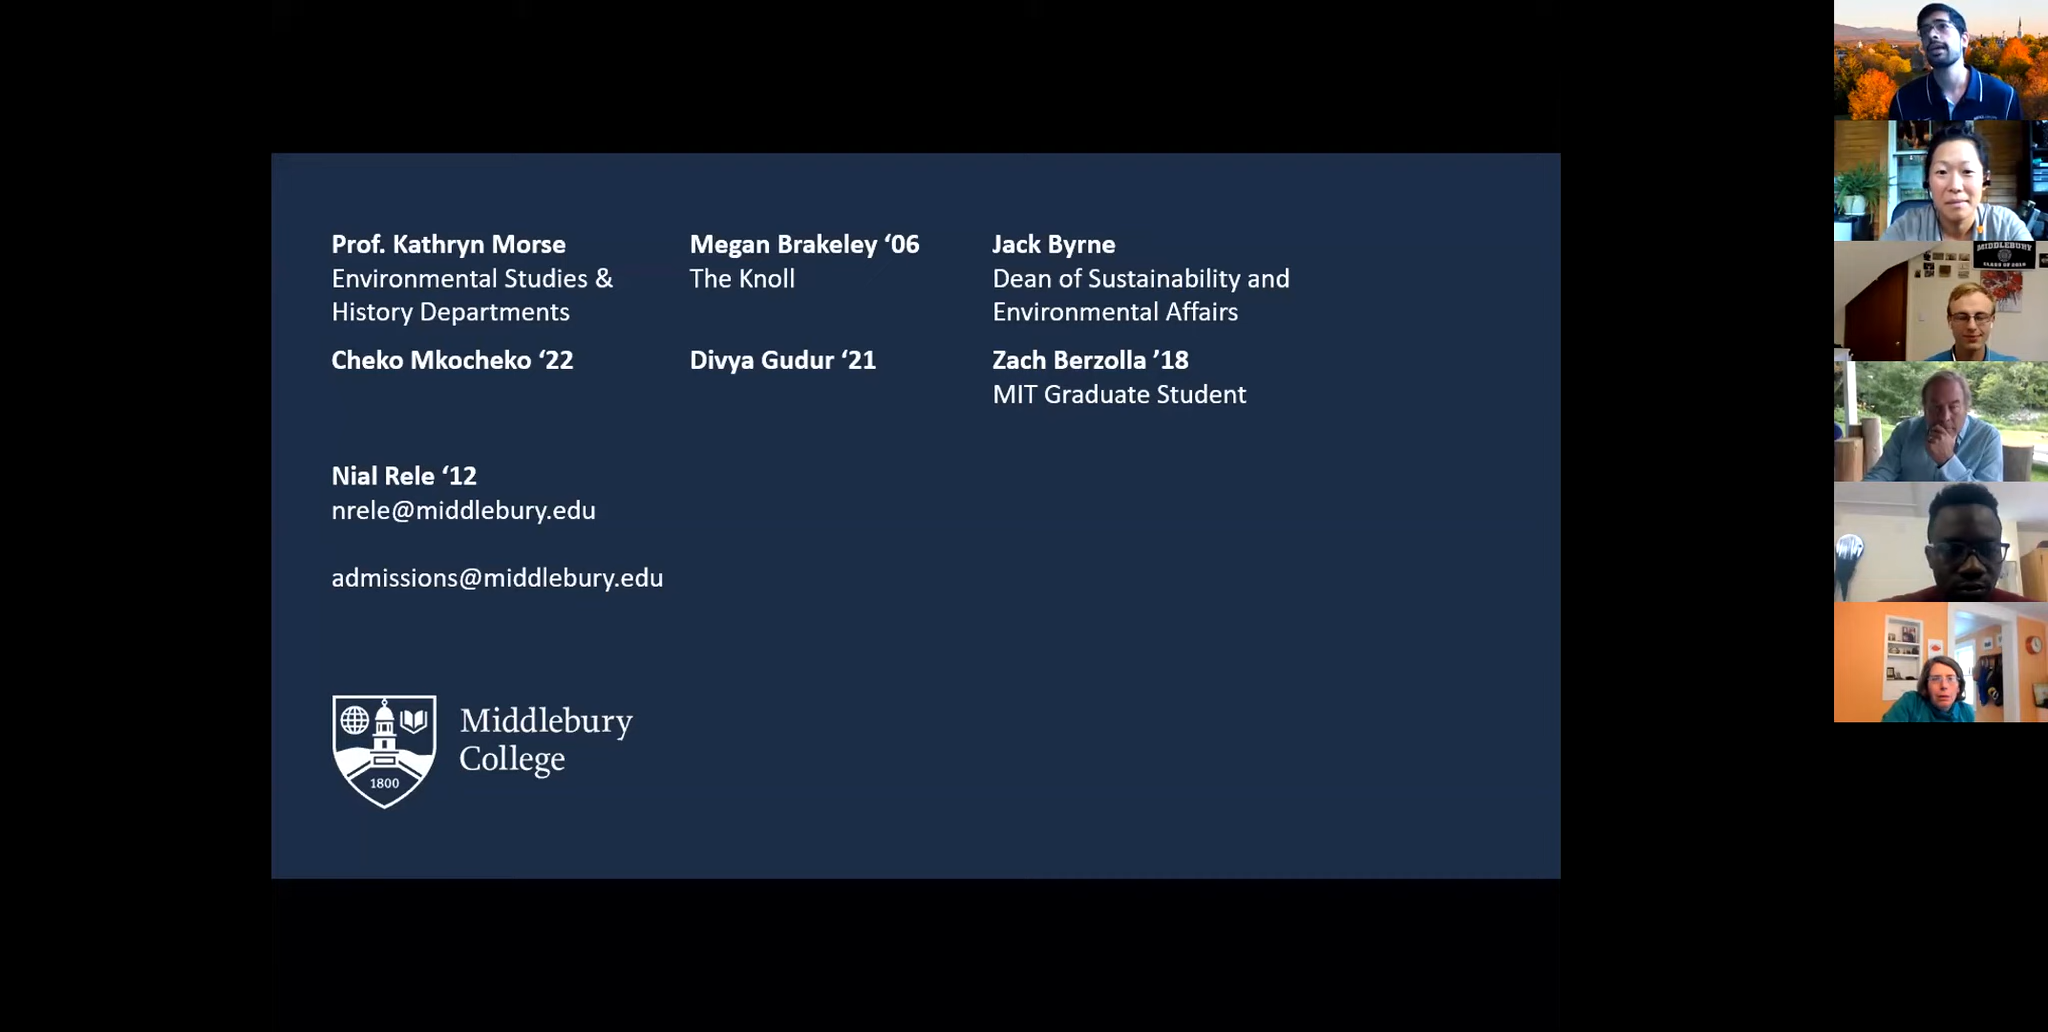 Prof. Kathryn Morse
Environmental Studies &
History Departments
Megan Brakeley ‘06
The Knoll
Jack Byrne
Dean of Sustainability and
Environmental Affairs
Cheko Mkocheko ‘22
Divya Gudur ‘21
Zach Berzolla ’18
MIT Graduate Student
Nial Rele ‘12
nrele@middlebury.edu
admissions@middlebury.edu
1800
Middlebury
College
MIDDLEBURY